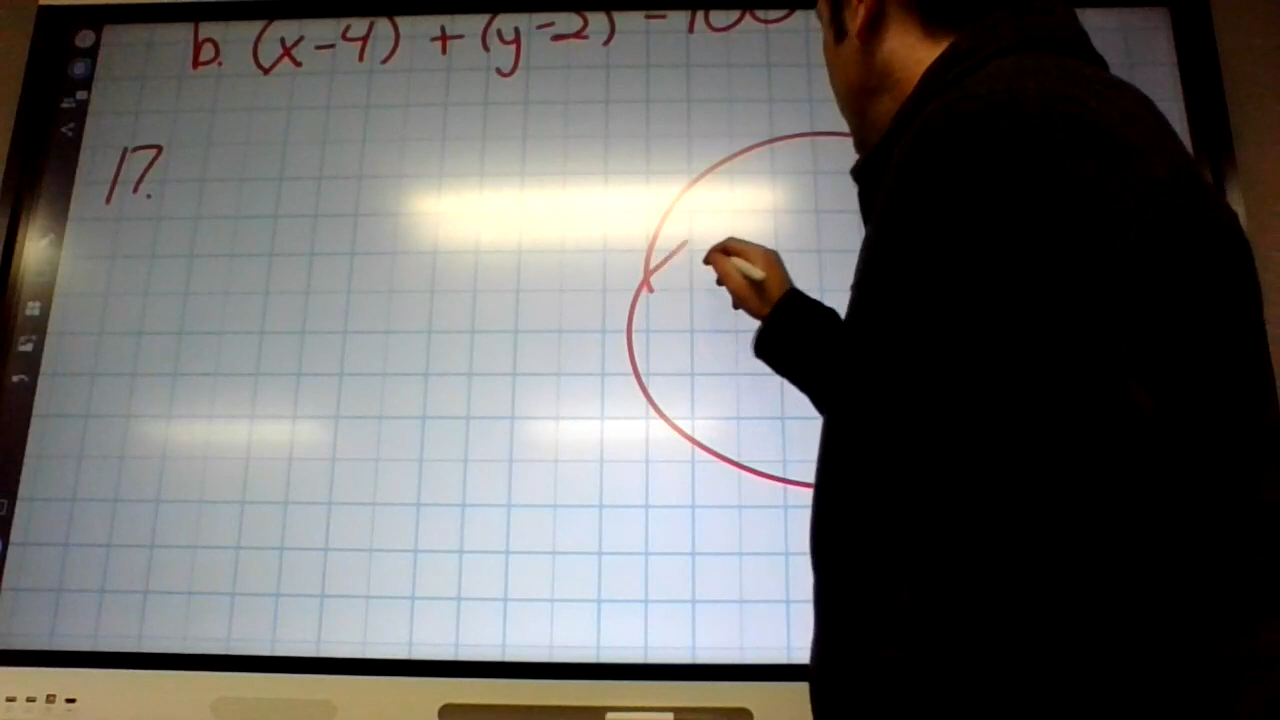 b. (x-4) + (y-2) - 100
17.